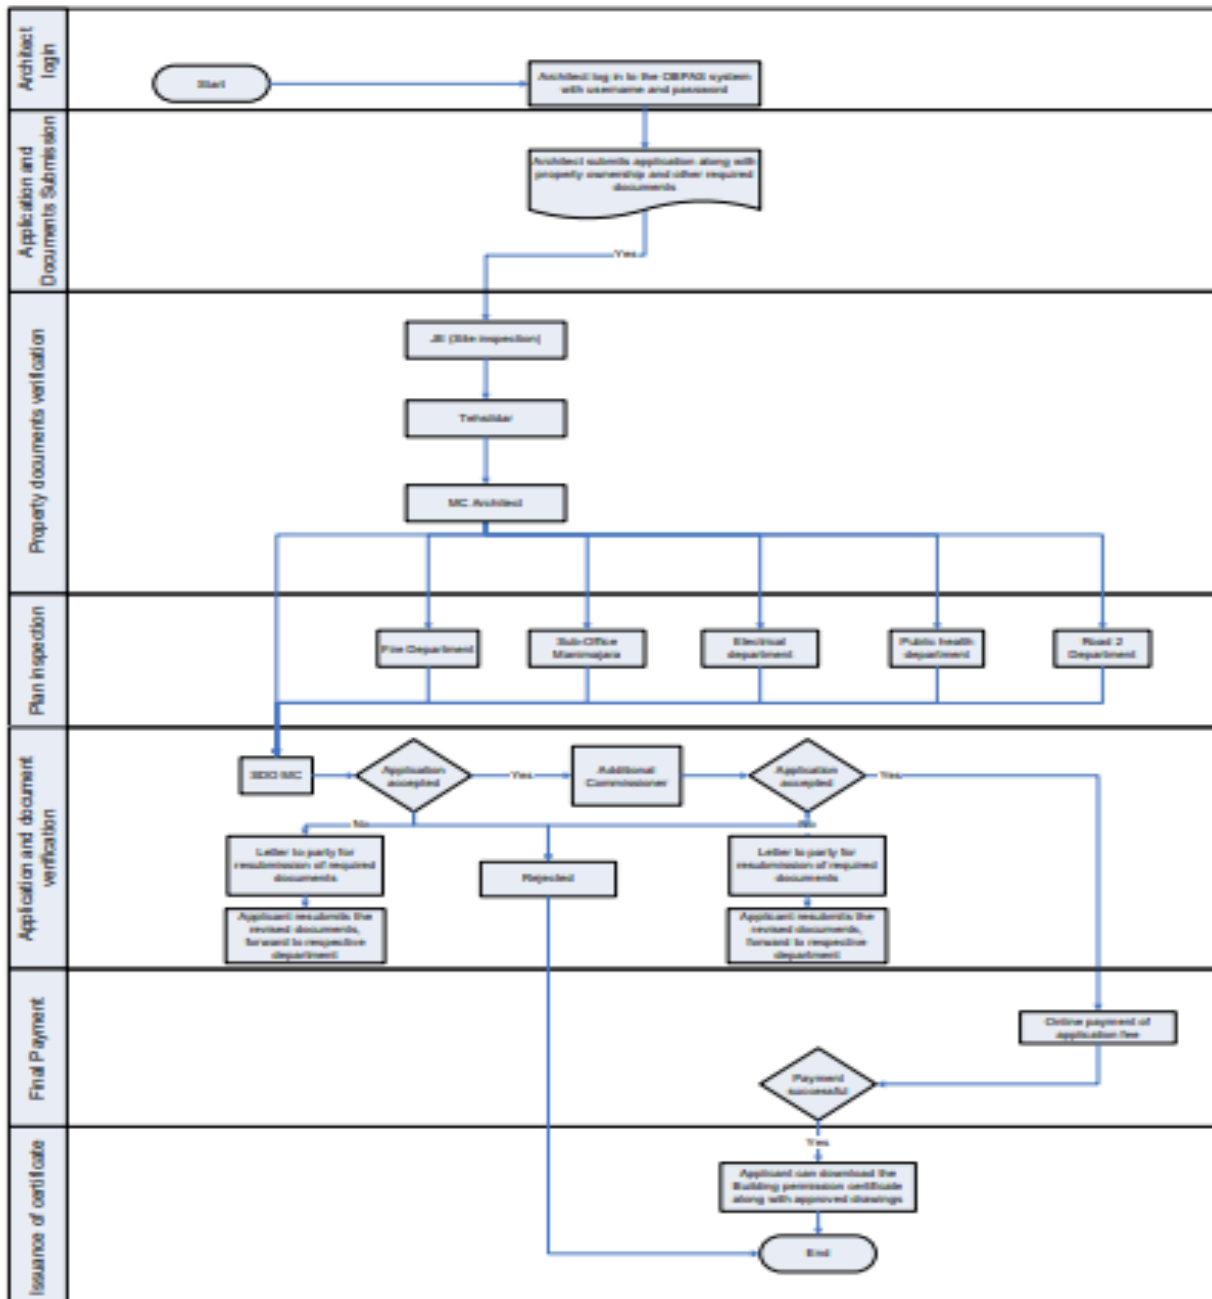 Architect
login
Start
Architect log in to the OBPAS system
with username and password
Application and
Documents Submission
Architect submits application along with
property ownership and other required
documents
Yes
Property documents verification
JE (Site inspection)
Tehsildar
MC Architect
Plan Inspection
Fire Department
Sub-Office
Manimajara
Electrical
department
Public health
department
Road 2
Department
Application and document
verification
SDO MC
Application
accepted
Yes
Additional
Commissioner
Application
accepted
Yes
No
No
Letter to party for
resubmission of required
documents
Rejected
Letter to party for
resubmission of required
documents
Applicant resubmits the
revised documents,
forward to respective
department
Applicant resubmits the
revised documents,
forward to respective
department
Final Payment
Online payment of
application fee
Payment
successful
Issuance of certificate
Yes
Applicant can download the
Building permission certificate
along with approved drawings
End